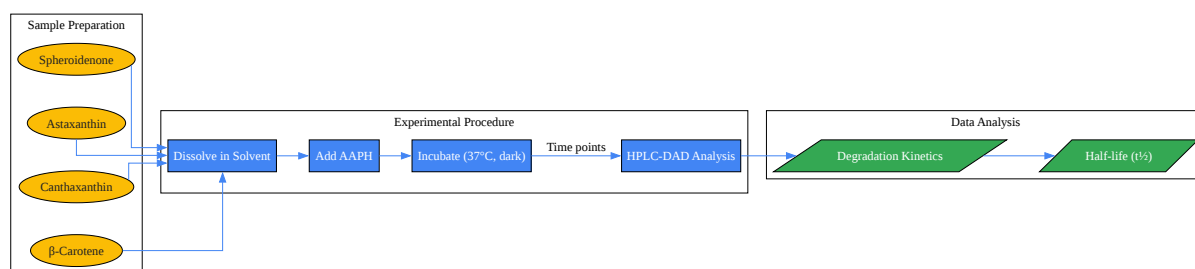 Sample Preparation
Spheroidenone
Astaxanthin
Canthaxanthin
β-Carotene
Experimental Procedure
Dissolve in Solvent
Add AAPH
Incubate (37°C, dark)
Time points
HPLC-DAD Analysis
Data Analysis
Degradation Kinetics
Half-life (t½)